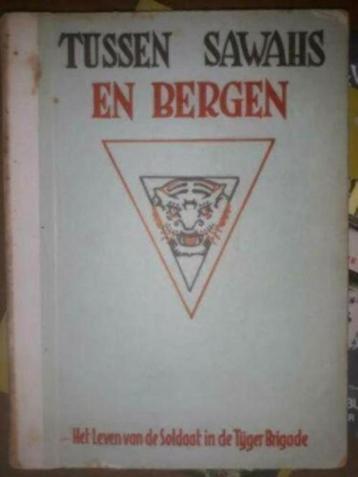 TUSSEN SAWAHS
EN BERGEN
Het Leven van de Soldaat in de Tijger Brigade